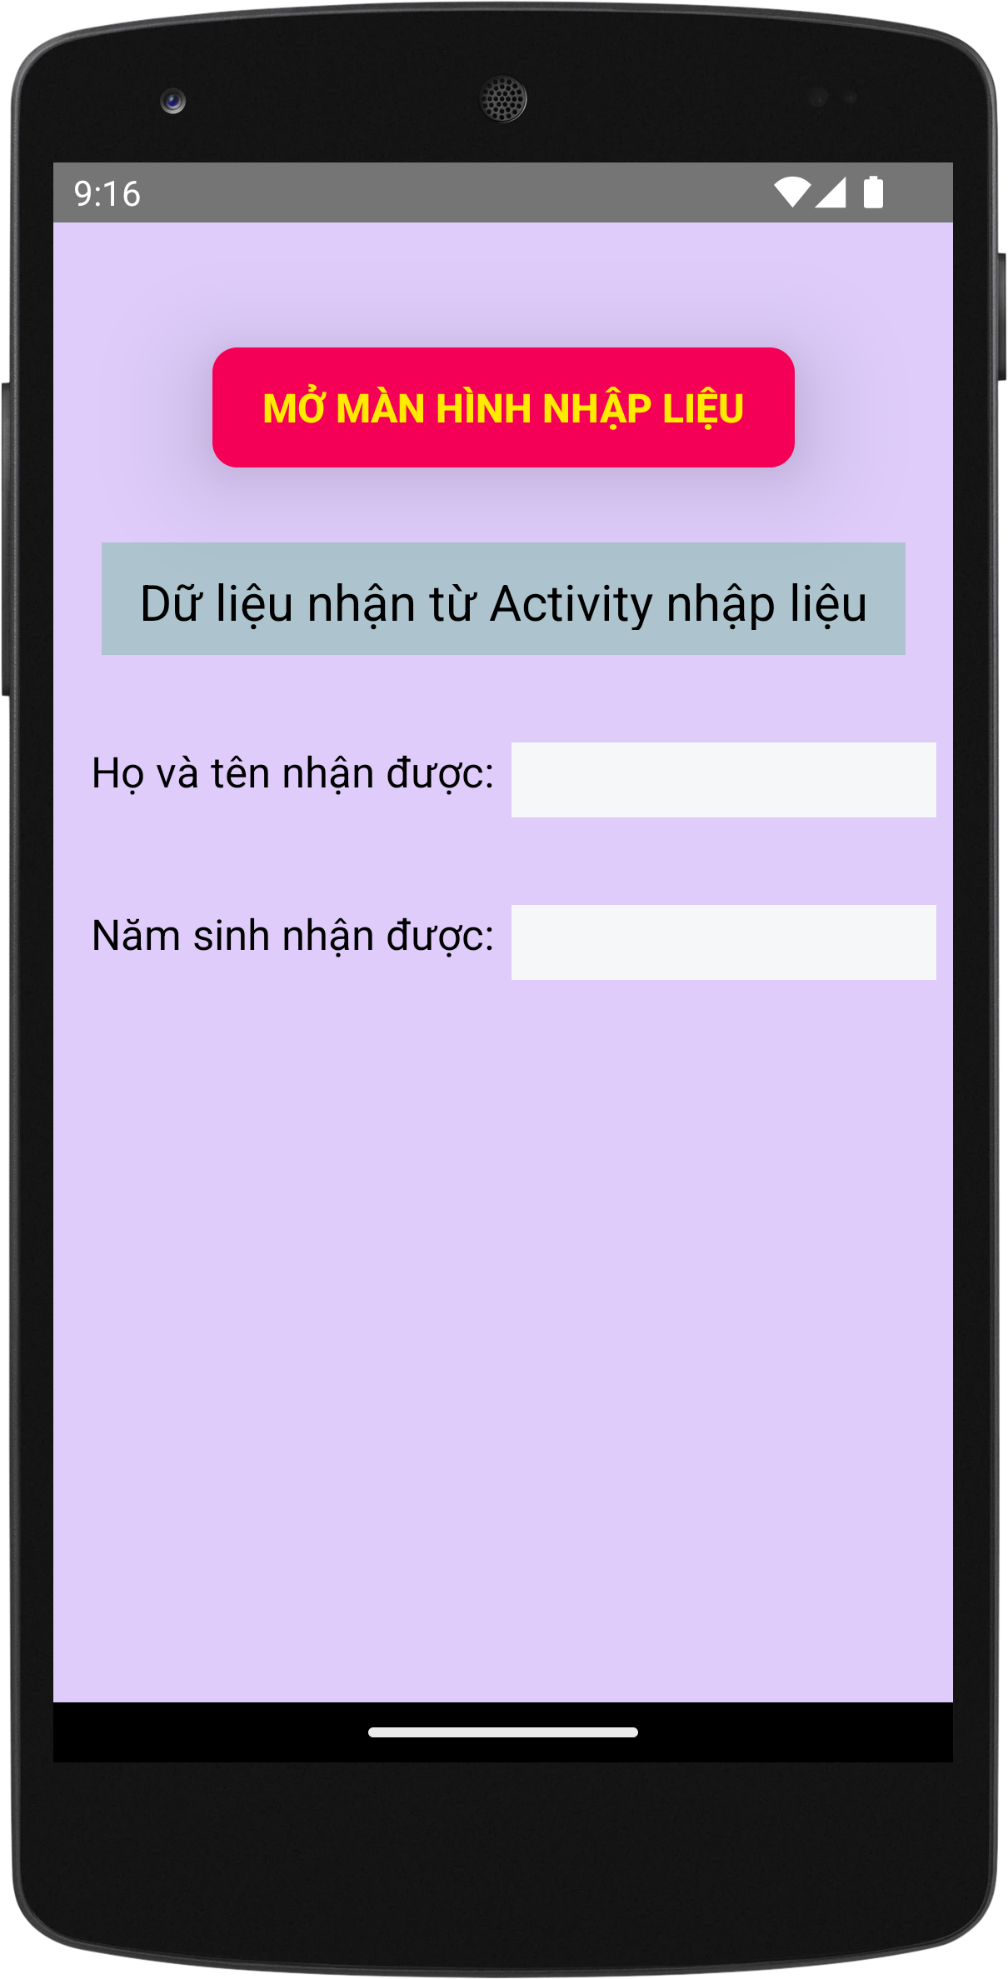 9:16
MỞ MÀN HÌNH NHẬP LIỆU
Dữ liệu nhận từ Activity nhập liệu
Họ và tên nhận được:
Năm sinh nhận được: